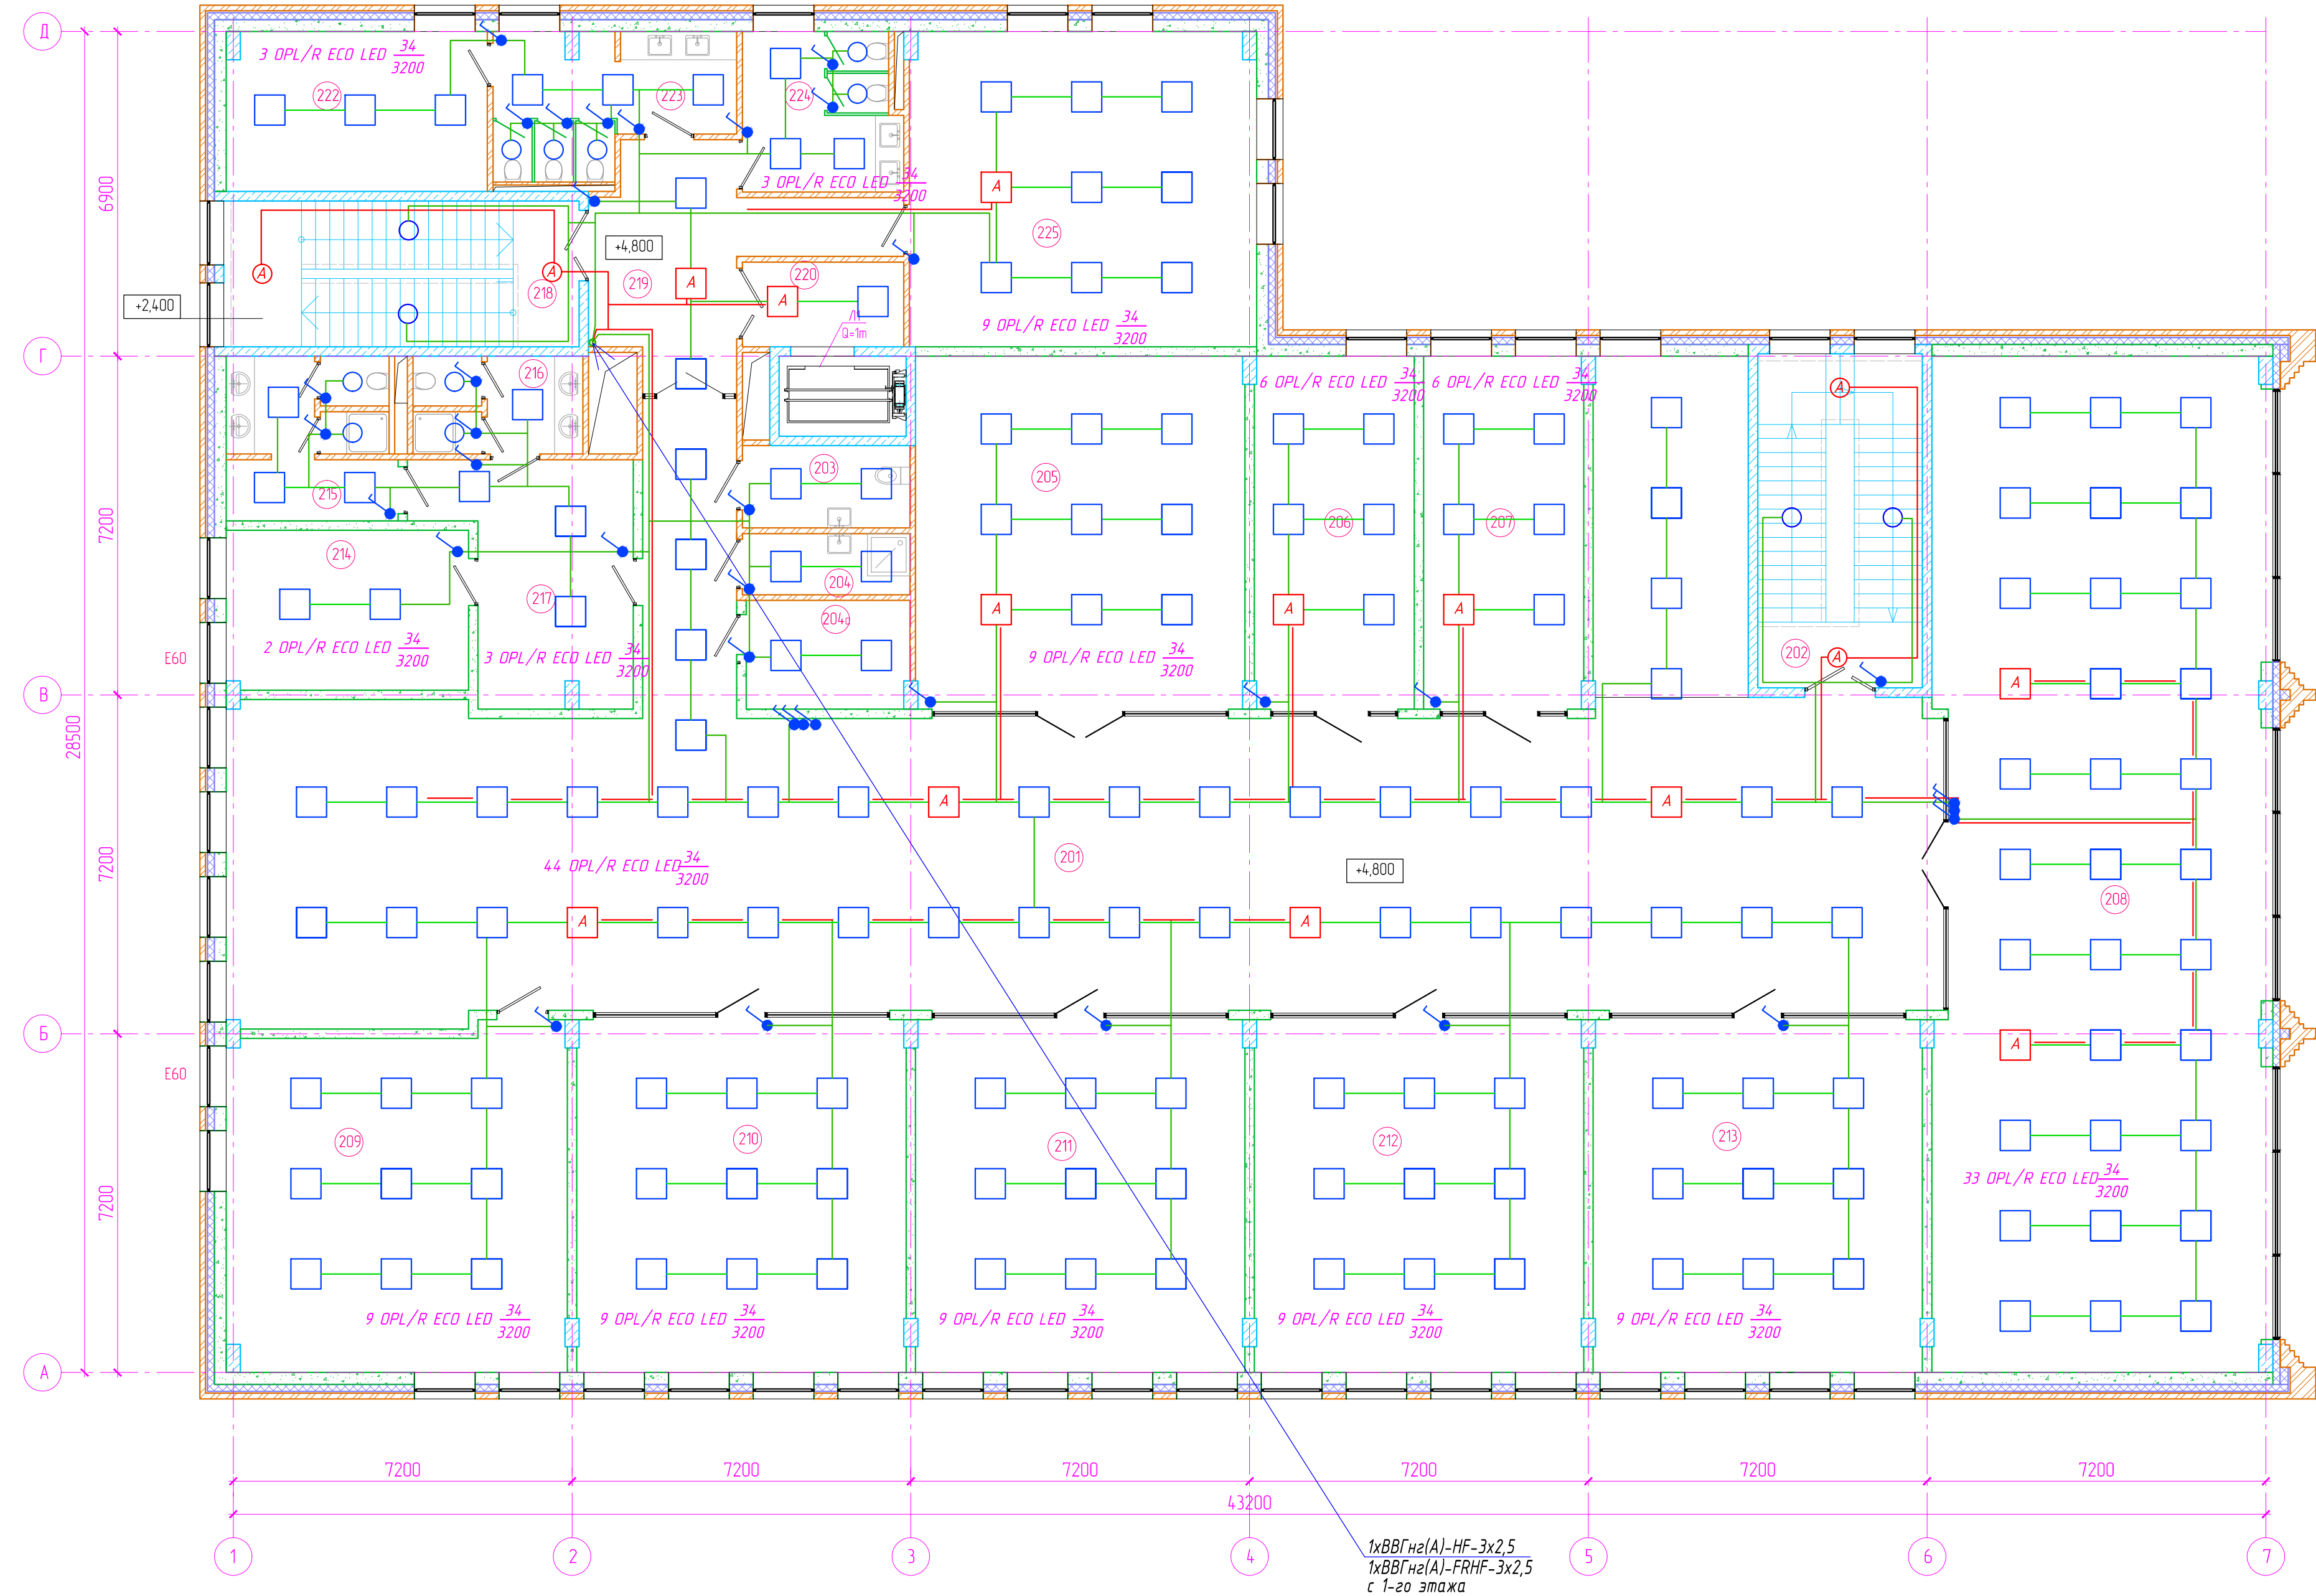 Д
3 OPL/R ECO LED 34
3200
222
223
224
3 OPL/R ECO LED 34
3200
6900
225
+4,800
219
220
218
А
А
А
А
А
+2,400
Q=1т
9 OPL/R ECO LED 34
3200
Г
216
6 OPL/R ECO LED 34
3200
6 OPL/R ECO LED 34
3200
А
203
205
215
206
207
7200
214
204
217
204а
А
А
А
2 OPL/R ECO LED 34
3200
3 OPL/R ECO LED 34
3200
Е60
9 OPL/R ECO LED 34
3200
202
А
А
В
28500
А
А
7200
44 OPL/R ECO LED 34
3200
201
+4,800
208
А
А
Б
А
Е60
209
210
211
212
213
33 OPL/R ECO LED 34
3200
7200
9 OPL/R ECO LED 34
3200
9 OPL/R ECO LED 34
3200
9 OPL/R ECO LED 34
3200
9 OPL/R ECO LED 34
3200
9 OPL/R ECO LED 34
3200
А
7200
7200
7200
7200
7200
7200
43200
1хВВГнг(А)-HF-3х2,5
1хВВГнг(А)-FRHF-3х2,5
с 1-го этажа
1
2
3
4
5
6
7